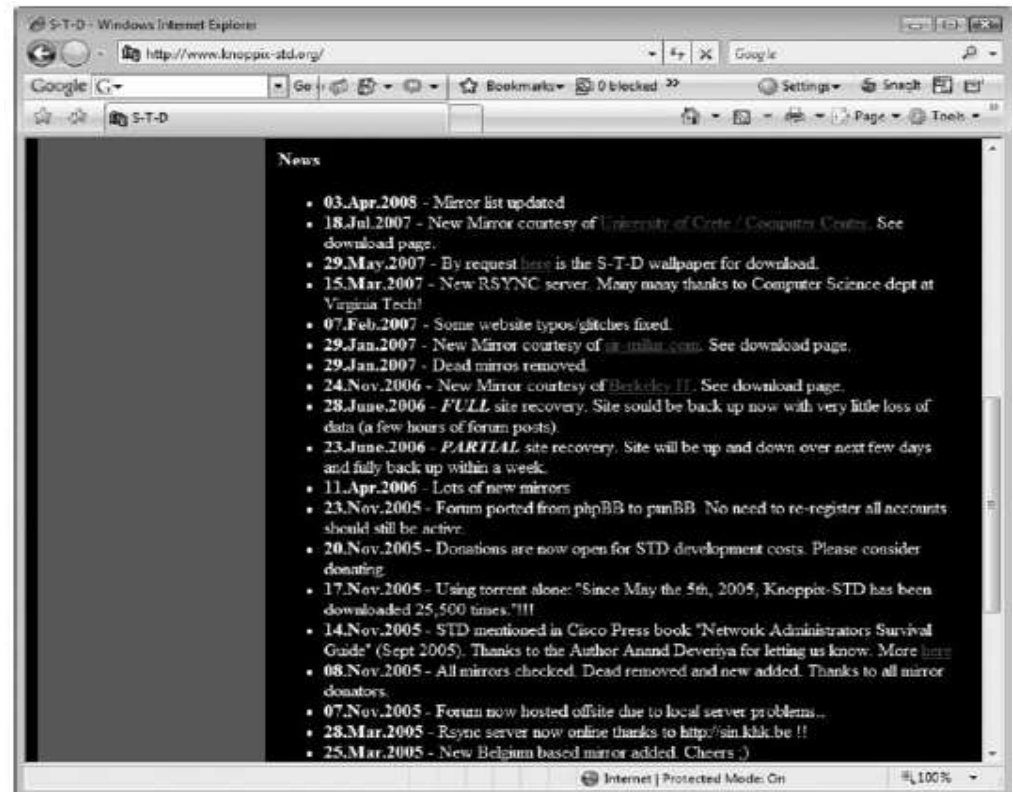 S-T-D - Windows Internet Explorer
http://www.knoppix-std.org/
Google
Google G Go Bookmarks 0 blocked Settings SnagIt
S-T-D Page Tools
News
03.Apr.2008 - Mirror list updated
18.Jul.2007 - New Mirror courtesy of University of Crete / Computer Center. See
download page.
29.May.2007 - By request here is the S-T-D wallpaper for download.
15.Mar.2007 - New RSYNC server. Many many thanks to Computer Science dept at
Virginia Tech!
07.Feb.2007 - Some website typos/glitches fixed.
29.Jan.2007 - New Mirror courtesy of See download page.
29.Jan.2007 - Dead mirros removed.
24.Nov.2006 - New Mirror courtesy of Berkeley IT. See download page.
28.June.2006 - FULL site recovery. Site sould be back up now with very little loss of
data (a few hours of forum posts).
23.June.2006 - PARTIAL site recovery. Site will be up and down over next few days
and fully back up within a week.
11.Apr.2006 - Lots of new mirrors
23.Nov.2005 - Forum ported from phpBB to punBB. No need to re-register all accounts
should still be active.
20.Nov.2005 - Donations are now open for STD development costs. Please consider
donating.
17.Nov.2005 - Using torrent alone: "Since May the 5th, 2005, Knoppix-STD has been
downloaded 25,500 times."!!!
14.Nov.2005 - STD mentioned in Cisco Press book "Network Administrators Survival
Guide" (Sept 2005). Thanks to the Author Anand Deveriya for letting us know. More here
08.Nov.2005 - All mirrors checked. Dead removed and new added. Thanks to all mirror
donators.
07.Nov.2005 - Forum now hosted offsite due to local server problems...
28.Mar.2005 - Rsync server now online thanks to http://sin.khk.be !!
25.Mar.2005 - New Belgium based mirror added. Cheers ;)
Internet | Protected Mode: On 100%